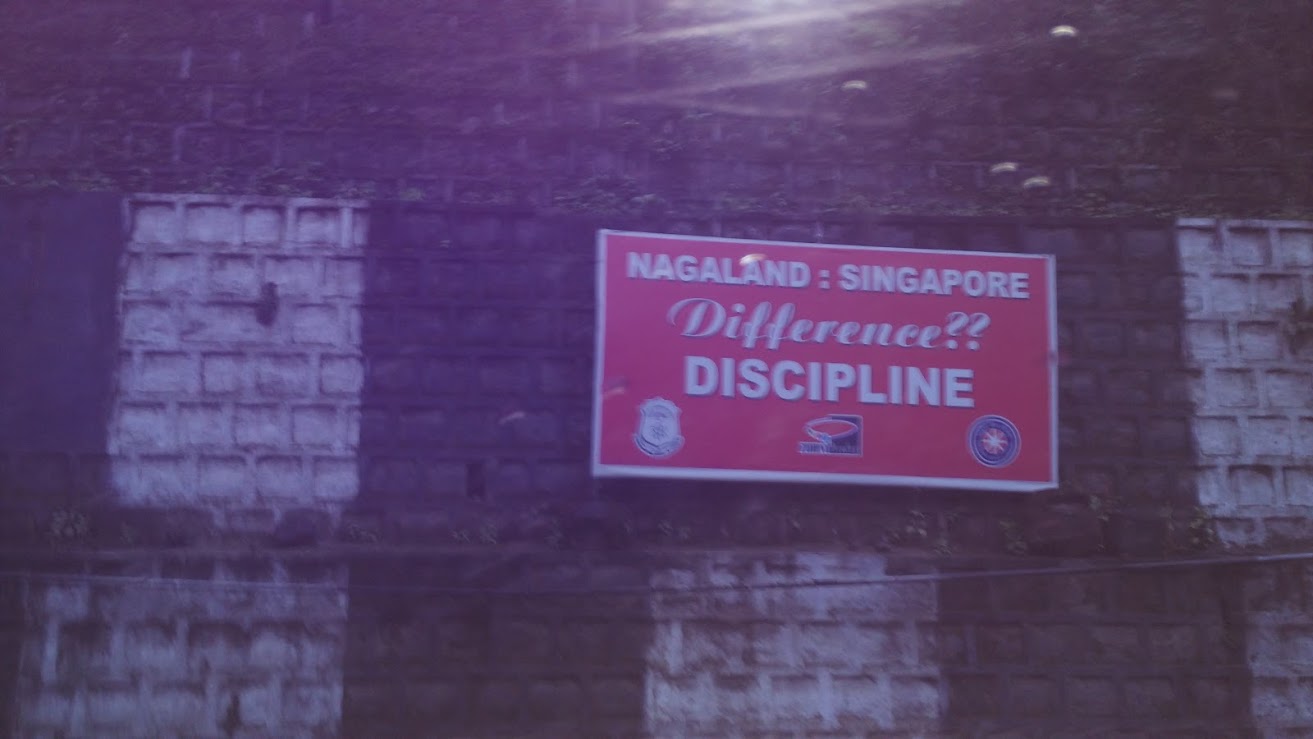 NAGALAND : SINGAPORE
Difference??
DISCIPLINE